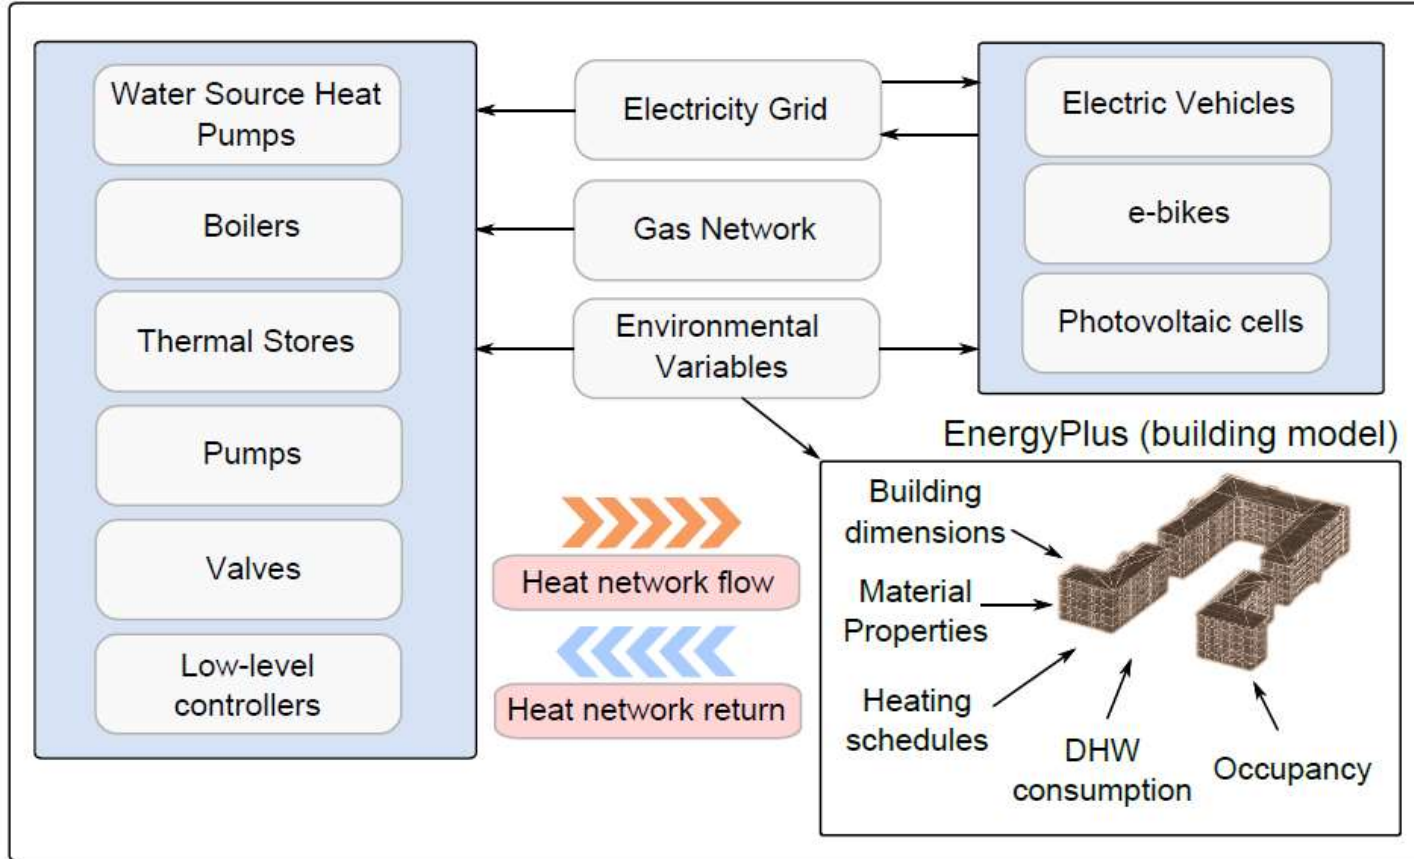 Water Source Heat
Pumps
Boilers
Thermal Stores
Pumps
Valves
Low-level
controllers
Electricity Grid
Gas Network
Environmental
Variables
Electric Vehicles
e-bikes
Photovoltaic cells
Heat network flow
Heat network return
EnergyPlus (building model)
Building
dimensions
Material
Properties
Heating
schedules
DHW
consumption
Occupancy